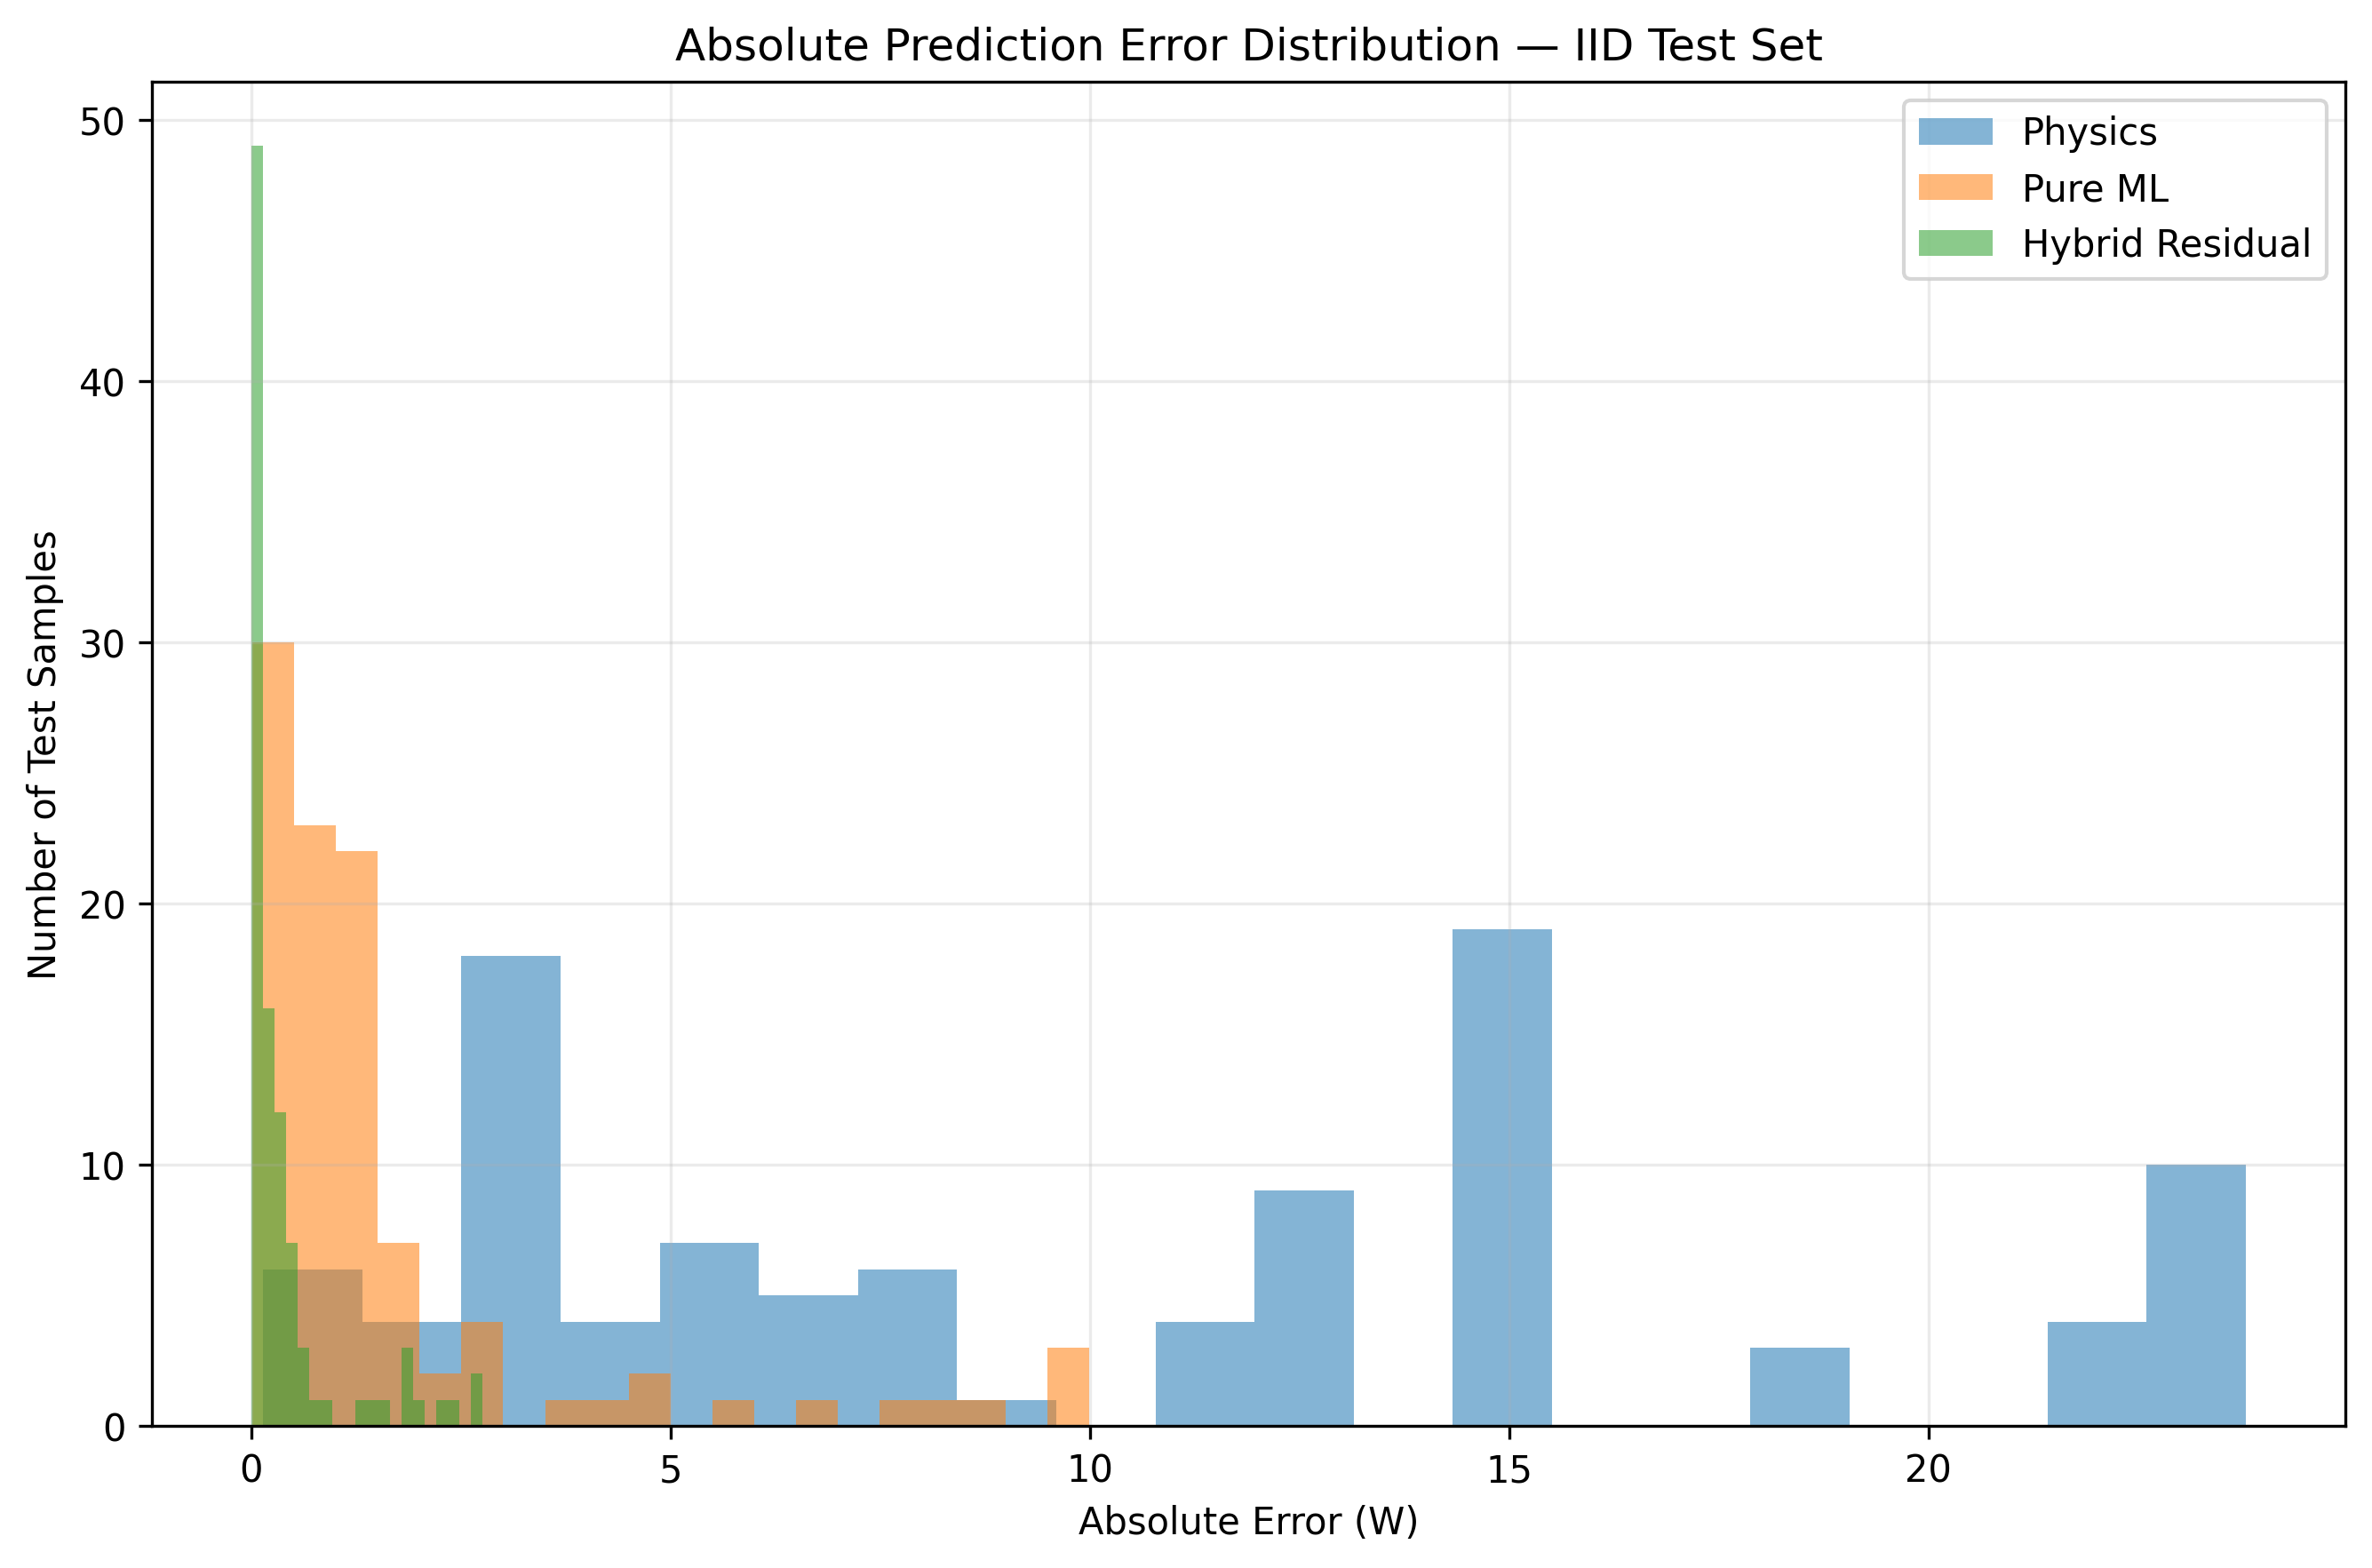 Absolute Prediction Error Distribution — IID Test Set
Physics
Pure ML
Hybrid Residual
Number of Test Samples
50
40
30
20
10
0
0 5 10 15 20
Absolute Error (W)